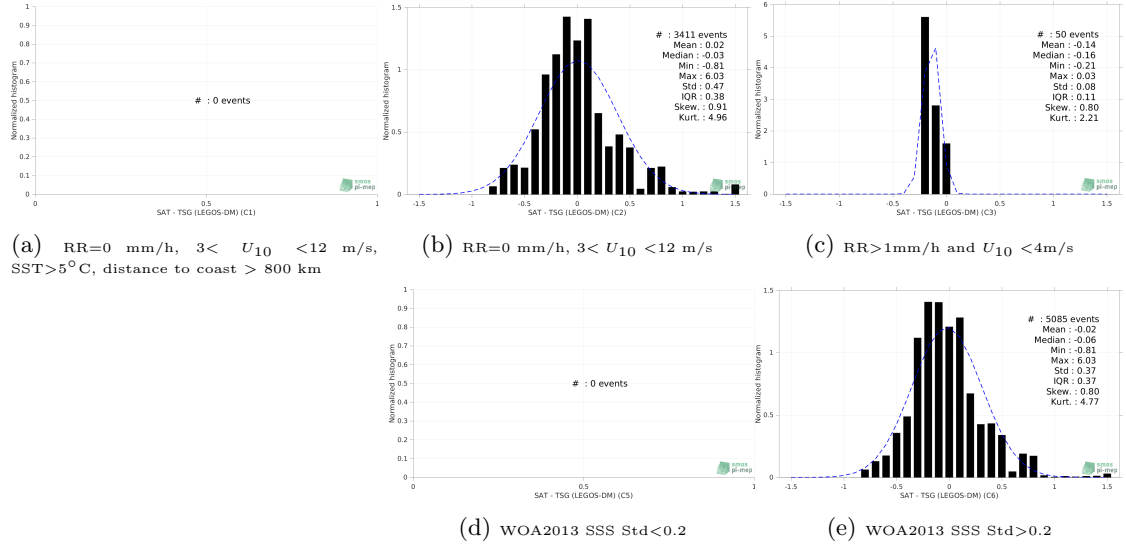 1
0.9
0.8
0.7
0.6
0.5
0.4
0.3
0.2
0.1
0
Normalized histogram
# : 0 events
smos
pi-mep
0
0.5
1
SAT - TSG (LEGOS-DM) (C1)
(a) RR=0 mm/h, 3< U10 <12 m/s,
SST>5°C, distance to coast > 800 km
1.5
1
0.5
0
Normalized histogram
# : 3411 events
Mean : 0.02
Median : -0.03
Min : -0.81
Max : 6.03
Std : 0.47
IQR : 0.38
Skew. : 0.91
Kurt. : 4.96
smos
pi-mep
-1.5
-1
-0.5
0
0.5
1
1.5
SAT - TSG (LEGOS-DM) (C2)
(b) RR=0 mm/h, 3< U10 <12 m/s
6
5
4
3
2
1
0
Normalized histogram
# : 50 events
Mean : -0.14
Median : -0.16
Min : -0.21
Max : 0.03
Std : 0.08
IQR : 0.11
Skew. : 0.80
Kurt. : 2.21
smos
pi-mep
-1.5
-1
-0.5
0
0.5
1
1.5
SAT - TSG (LEGOS-DM) (C3)
(c) RR>1mm/h and U10 <4m/s
1
0.9
0.8
0.7
0.6
0.5
0.4
0.3
0.2
0.1
0
Normalized histogram
# : 0 events
smos
pi-mep
0
0.5
1
SAT - TSG (LEGOS-DM) (C5)
(d) WOA2013 SSS Std<0.2
1.5
1
0.5
0
Normalized histogram
# : 5085 events
Mean : -0.02
Median : -0.06
Min : -0.81
Max : 6.03
Std : 0.37
IQR : 0.37
Skew. : 0.80
Kurt. : 4.77
smos
pi-mep
-1.5
-1
-0.5
0
0.5
1
1.5
SAT - TSG (LEGOS-DM) (C6)
(e) WOA2013 SSS Std>0.2